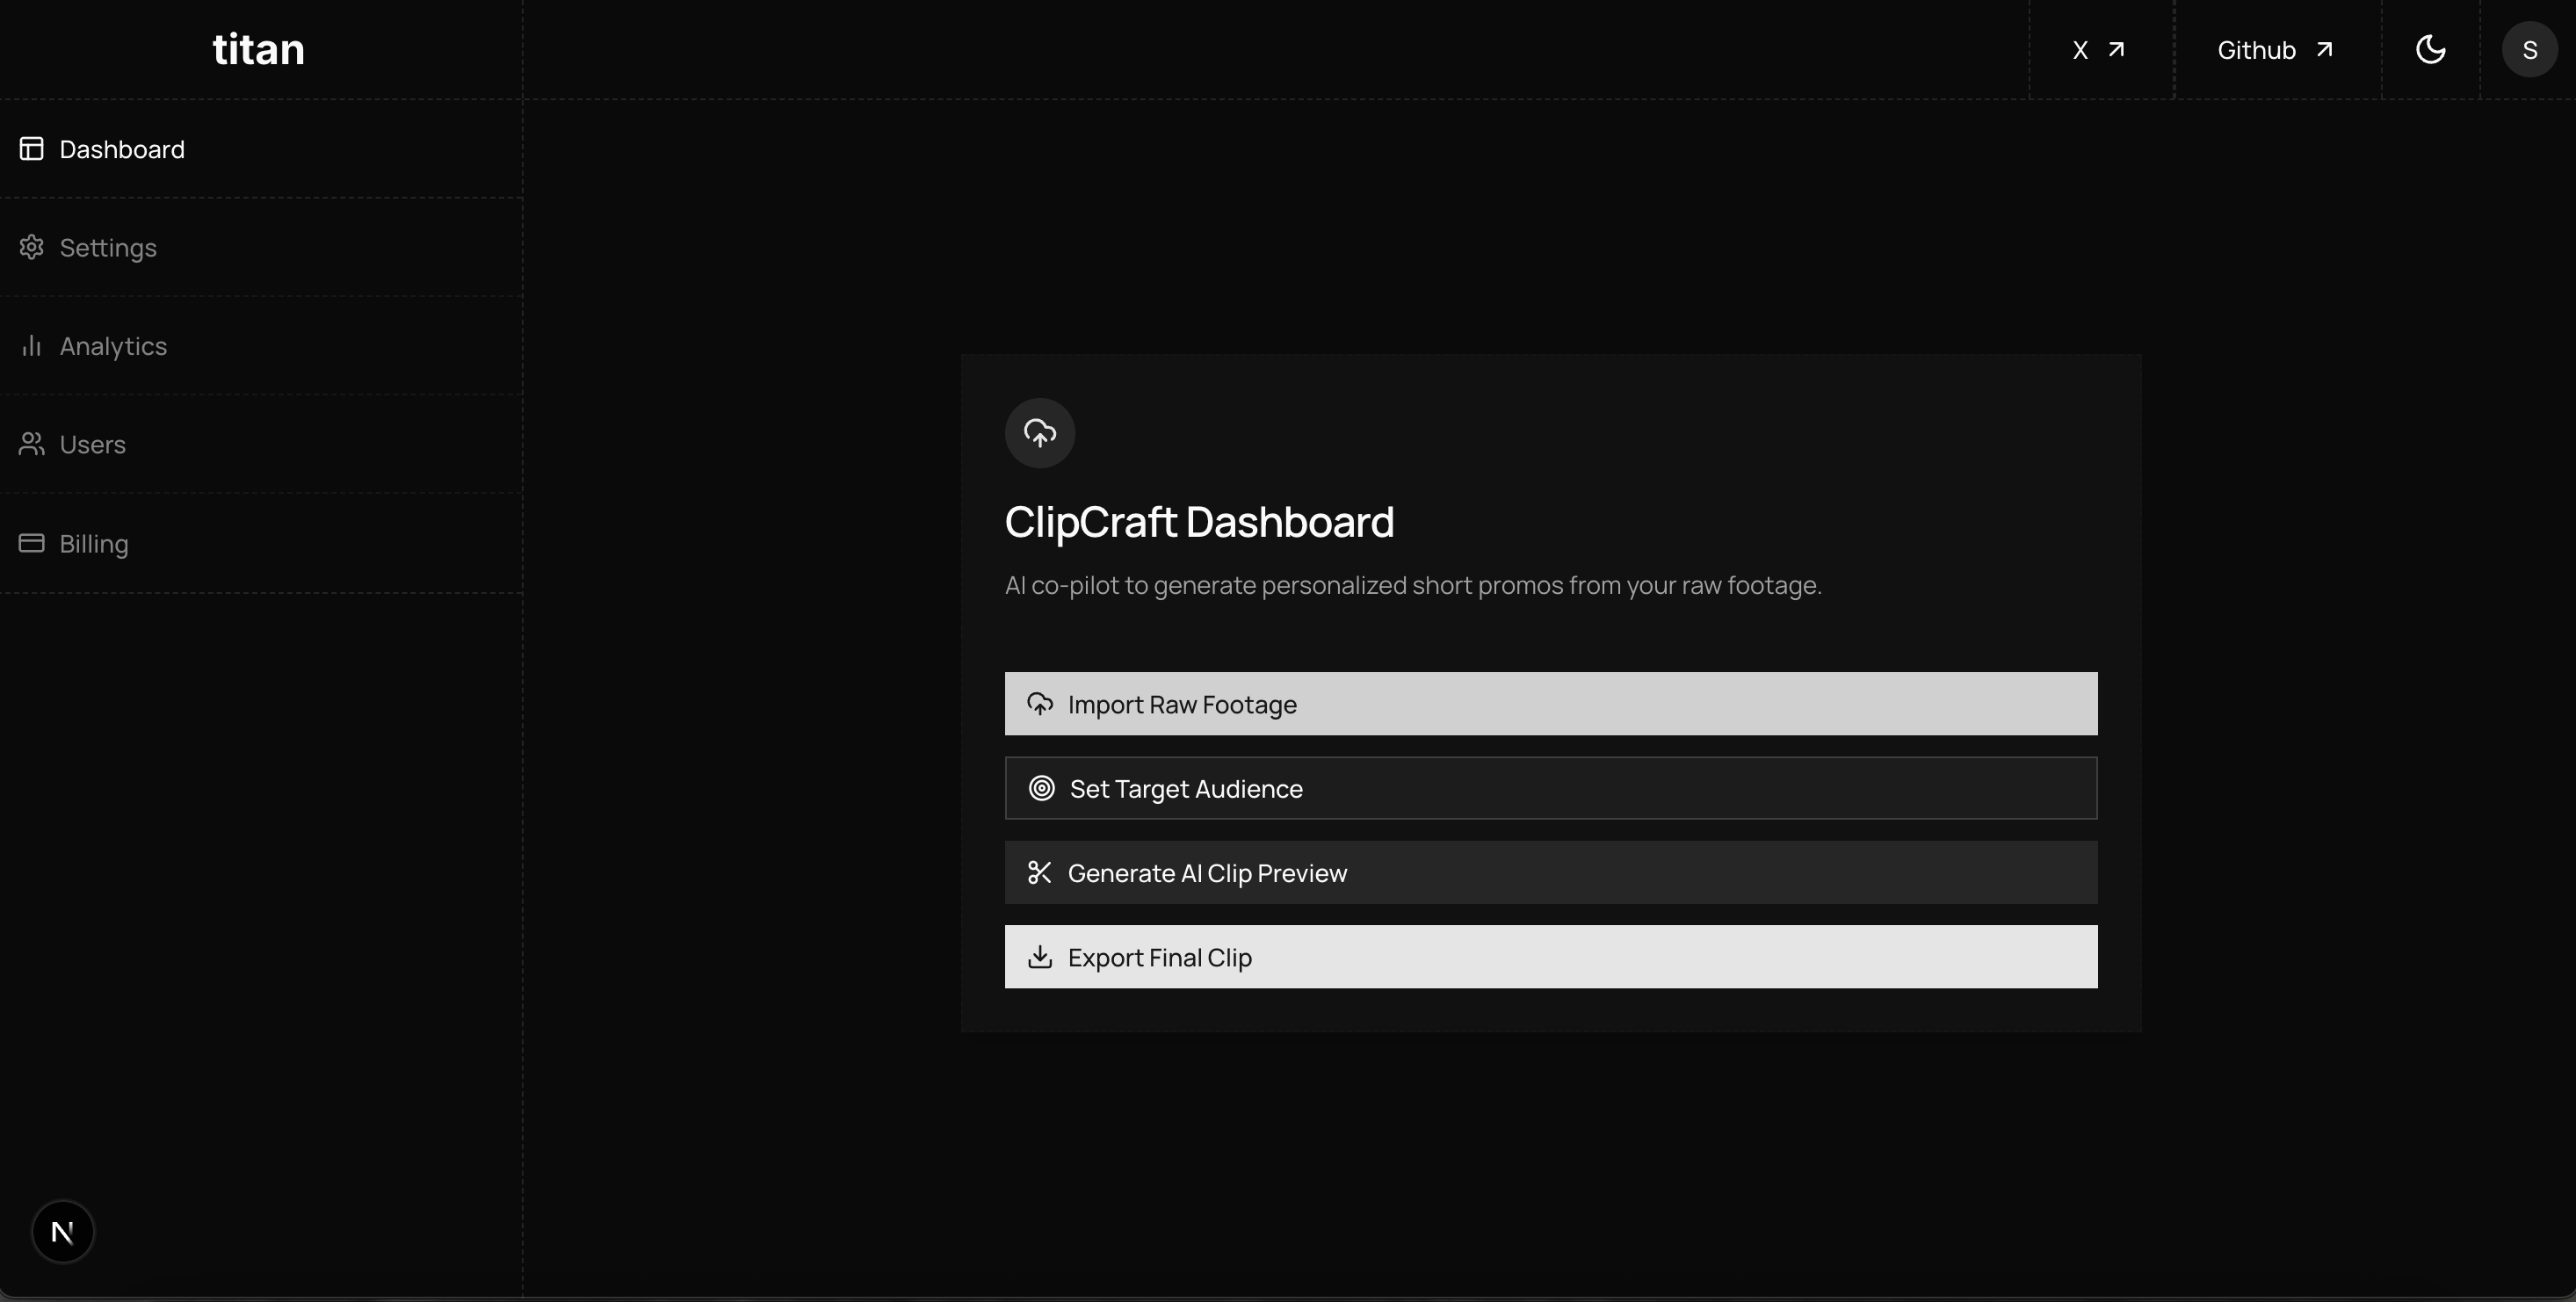 titan
X
Github
S
Dashboard
Settings
Analytics
Users
Billing
ClipCraft Dashboard
AI co-pilot to generate personalized short promos from your raw footage.
Import Raw Footage
Set Target Audience
Generate AI Clip Preview
Export Final Clip
N